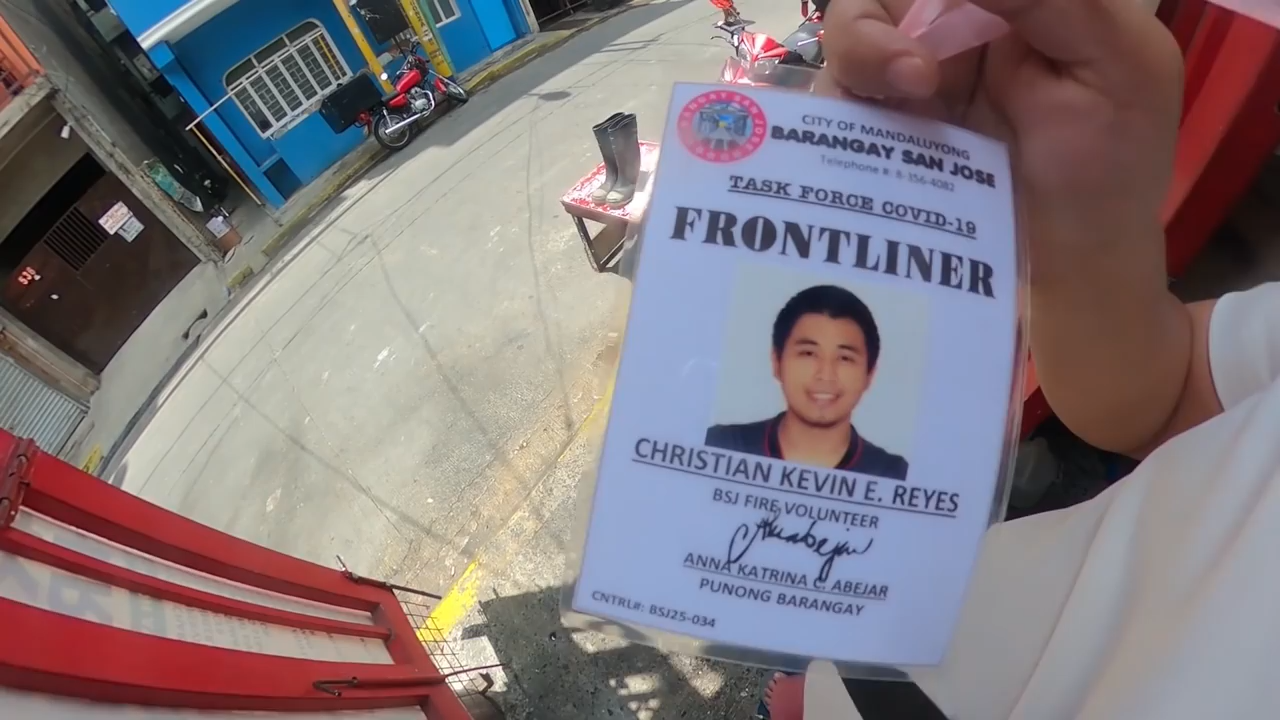 CITY OF MANDALUYONG
BARANGAY SAN JOSE
Telephone #: 8-356-4082
TASK FORCE COVID-19
FRONTLINER
CHRISTIAN KEVIN E. REYES
BSJ FIRE VOLUNTEER
ANNA KATRINA C. ABEJAR
PUNONG BARANGAY
CNTRL#: BSJ25-034